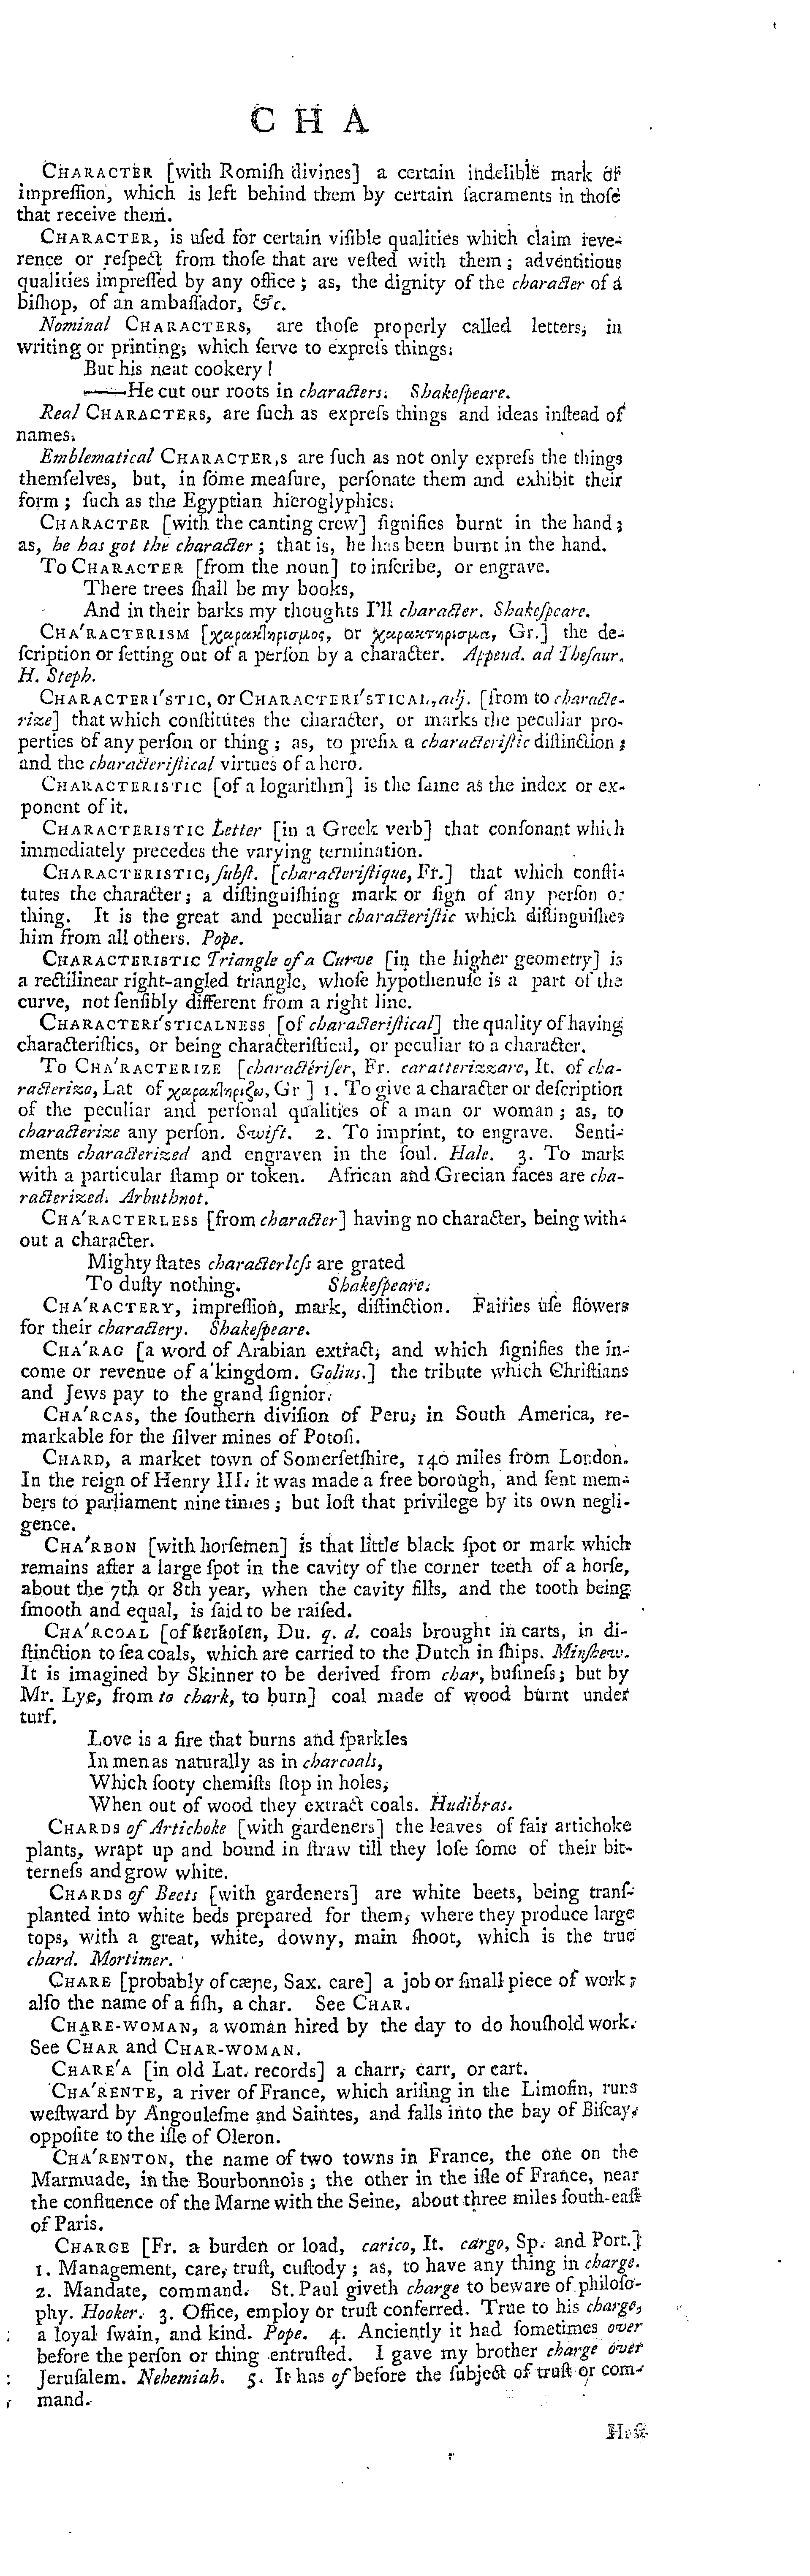 C H A
CHARACTER [with Romiſh divines] a certain indelible mark or
impreſſion, which is left behind them by certain ſacraments in thoſe
that receive them.
CHARACTER, is uſed for certain viſible qualities which claim reve-
rence or reſpect from thoſe that are veſted with them; adventitious
qualities impreſſed by any office; as, the dignity of the character of a
biſhop, of an ambaſſador, &c.
Nominal CHARACTERS, are thoſe properly called letters, in
writing or printing, which ſerve to expreſs things.
But his neat cookery!
——He cut our roots in characters. Shakeſpeare.
Real CHARACTERS, are ſuch as expreſs things and ideas inſtead of
names.
Emblematical CHARACTER,S are ſuch as not only expreſs the things
themſelves, but, in ſome meaſure, perſonate them and exhibit their
form; ſuch as the Egyptian hieroglyphics.
CHARACTER [with the canting crew] ſignifies burnt in the hand;
as, he has got the character; that is, he has been burnt in the hand.
To CHARACTER [from the noun] to inſcribe, or engrave.
There trees ſhall be my books,
And in their barks my thoughts I'll character. Shakeſpeare.
CHA'RACTERISM [χαρακληρισμος, or χαρακτηρισμα, Gr.] the de-
ſcription or ſetting out of a perſon by a character. Append. ad Theſaur.
H. Steph.
CHARACTERI'STIC, or CHARACTERI'STICAL, adj. [from to characte-
rize] that which conſtitutes the character, or marks the peculiar pro-
perties of any perſon or thing; as, to prefix a characteriſtic diſtinction;
and the characteriſtical virtues of a hero.
CHARACTERISTIC [of a logarithm] is the ſame as the index or ex-
ponent of it.
CHARACTERISTIC Letter [in a Greek verb] that conſonant which
immediately precedes the varying termination.
CHARACTERISTIC, ſubſt. [characteriſtique, Fr.] that which conſti-
tutes the character; a diſtinguiſhing mark or ſign of any perſon or
thing. It is the great and peculiar characteriſtic which diſtinguiſhes
him from all others. Pope.
CHARACTERISTIC Triangle of a Curve [in the higher geometry] is
a rectilinear right-angled triangle, whoſe hypothenuſe is a part of the
curve, not ſenſibly different from a right line.
CHARACTERI'STICALNESS [of characteriſtical] the quality of having
characteriſtics, or being characteriſtical, or peculiar to a character.
To CHA'RACTERIZE [charactériſer, Fr. caratterizzare, It. of cha-
racterizo, Lat of χαρακληριζω, Gr ] 1. To give a character or deſcription
of the peculiar and perſonal qualities of a man or woman; as, to
characterize any perſon. Swift. 2. To imprint, to engrave. Senti-
ments characterized and engraven in the ſoul. Hale. 3. To mark
with a particular ſtamp or token. African and Grecian faces are cha-
racterized. Arbuthnot.
CHA'RACTERLESS [from character] having no character, being with-
out a character.
Mighty ſtates characterleſs are grated
To duſty nothing. Shakeſpeare.
CHA'RACTERY, impreſſion, mark, diſtinction. Fairies uſe flowers
for their charactery. Shakeſpeare.
CHA'RAG [a word of Arabian extract, and which ſignifies the in-
come or revenue of a kingdom. Golius.] the tribute which Chriſtians
and Jews pay to the grand ſignior.
CHA'RCAS, the ſouthern diviſion of Peru, in South America, re-
markable for the ſilver mines of Potoſi.
CHARD, a market town of Somerſetſhire, 140 miles from London.
In the reign of Henry III. it was made a free borough, and ſent mem-
bers to parliament nine times; but loſt that privilege by its own negli-
gence.
CHA'RBON [with horſemen] is that little black ſpot or mark which
remains after a large ſpot in the cavity of the corner teeth of a horſe,
about the 7th or 8th year, when the cavity fills, and the tooth being
ſmooth and equal, is ſaid to be raiſed.
CHA'RCOAL [of kerkolen, Du. q. d. coals brought in carts, in di-
ſtinction to ſea coals, which are carried to the Dutch in ſhips. Minſhew.
It is imagined by Skinner to be derived from char, buſineſs; but by
Mr. Lye, from to chark, to burn] coal made of wood burnt under
turf.
Love is a fire that burns and ſparkles
In men as naturally as in charcoals,
Which ſooty chemiſts ſtop in holes,
When out of wood they extract coals. Hudibras.
CHARDS of Artichoke [with gardeners] the leaves of fair artichoke
plants, wrapt up and bound in ſtraw till they loſe ſome of their bit-
terneſs and grow white.
CHARDS of Beets [with gardeners] are white beets, being tranſ-
planted into white beds prepared for them, where they produce large
tops, with a great, white, downy, main ſhoot, which is the true
chard. Mortimer.
CHARE [probably of cæꞃe, Sax. care] a job or ſmall piece of work;
alſo the name of a fiſh, a char. See CHAR.
CHARE-WOMAN, a woman hired by the day to do houſhold work.
See CHAR and CHAR-WOMAN.
CHARE'A [in old Lat. records] a charr, carr, or cart.
CHA'RENTE, a river of France, which ariſing in the Limoſin, runs
weſtward by Angouleſme and Saintes, and falls into the bay of Biſcay,
oppoſite to the iſle of Oleron.
CHA'RENTON, the name of two towns in France, the one on the
Marmuade, in the Bourbonnois; the other in the iſle of France, near
the confluence of the Marne with the Seine, about three miles ſouth-eaſt
of Paris.
CHARGE [Fr. a burden or load, carico, It. cargo, Sp. and Port.]
1. Management, care, truſt, cuſtody; as, to have any thing in charge.
2. Mandate, command. St. Paul giveth charge to beware of philoſo-
phy. Hooker. 3. Office, employ or truſt conferred. True to his charge,
a loyal ſwain, and kind. Pope. 4. Anciently it had ſometimes over
before the perſon or thing entruſted. I gave my brother charge over
Jeruſalem. Nehemiah. 5. It has of before the ſubject of truſt or com-
mand.